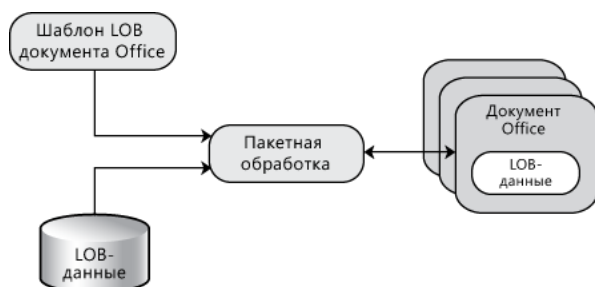 Шаблон LOB
документа Office
Пакетная
обработка
Документ
Office
LOB-
данные
LOB-
данные